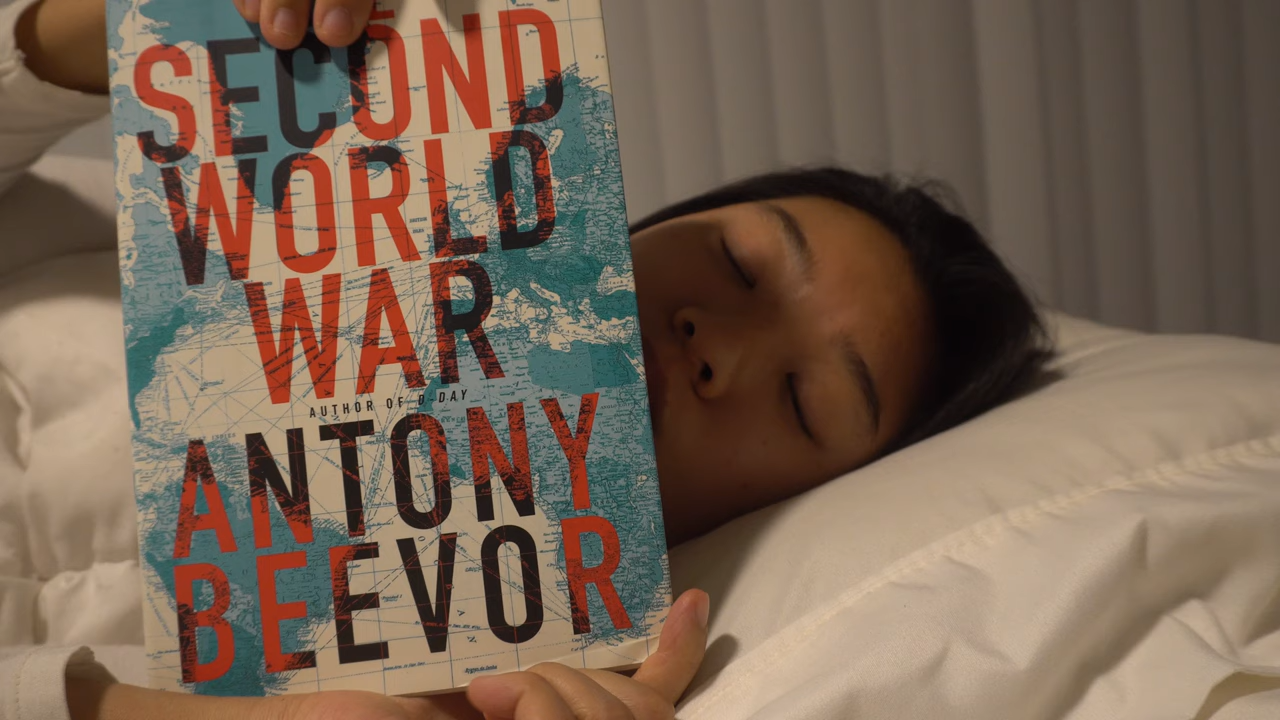 SECOND
WORLD
WAR
AUTHOR OF D-DAY
ANTONY
BEEVOR